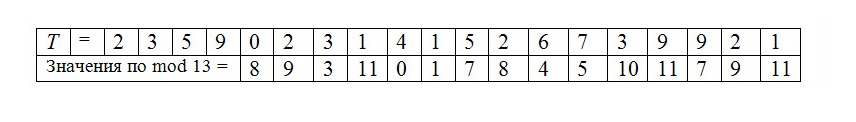 T = 2 3 5 9 0 2 3 1 4 1 5 2 6 7 3 9 9 2 1
Значения по mod 13 = 8 9 3 11 0 1 7 8 4 5 10 11 7 9 11